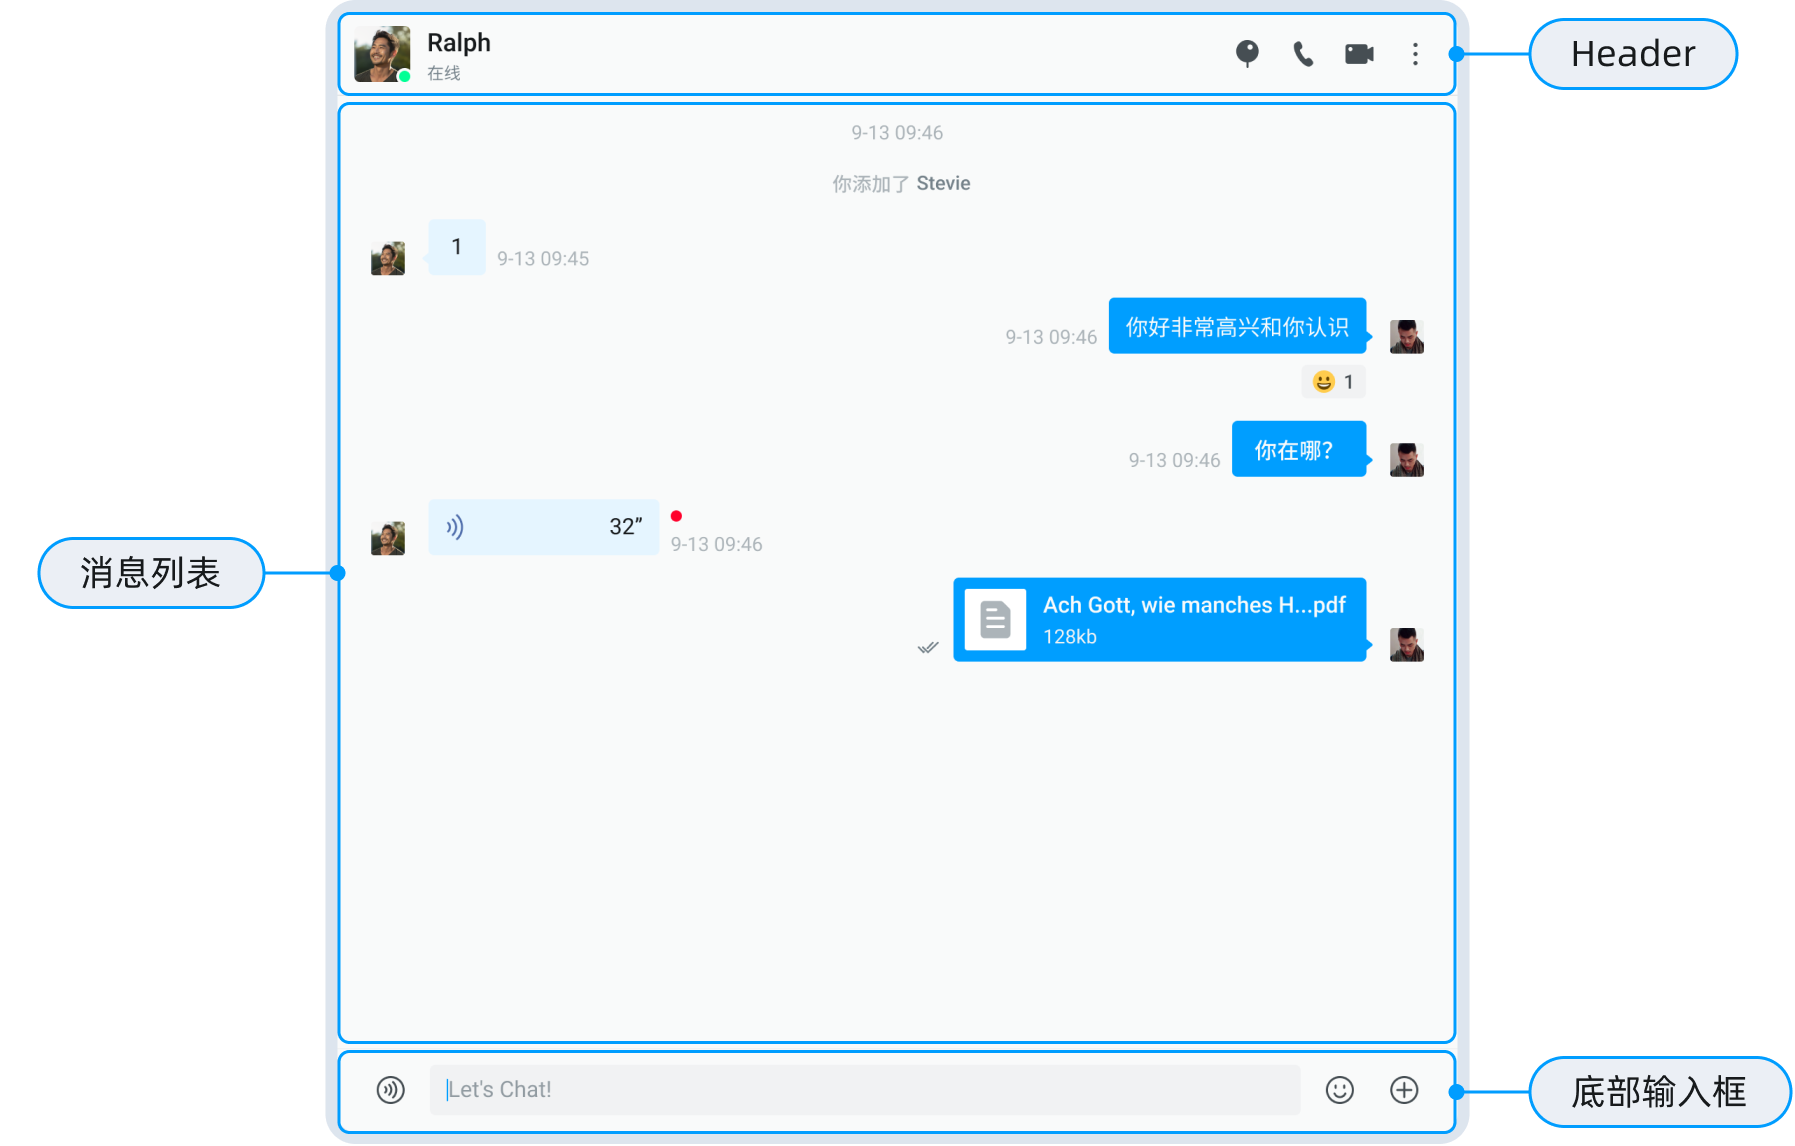 Ralph
在线
Header
9-13 09:46
你添加了 Stevie
1
9-13 09:45
9-13 09:46
你好非常高兴和你认识
1
9-13 09:46
你在哪？
32”
9-13 09:46
消息列表
Ach Gott, wie manches H...pdf
128kb
Let's Chat!
底部输入框